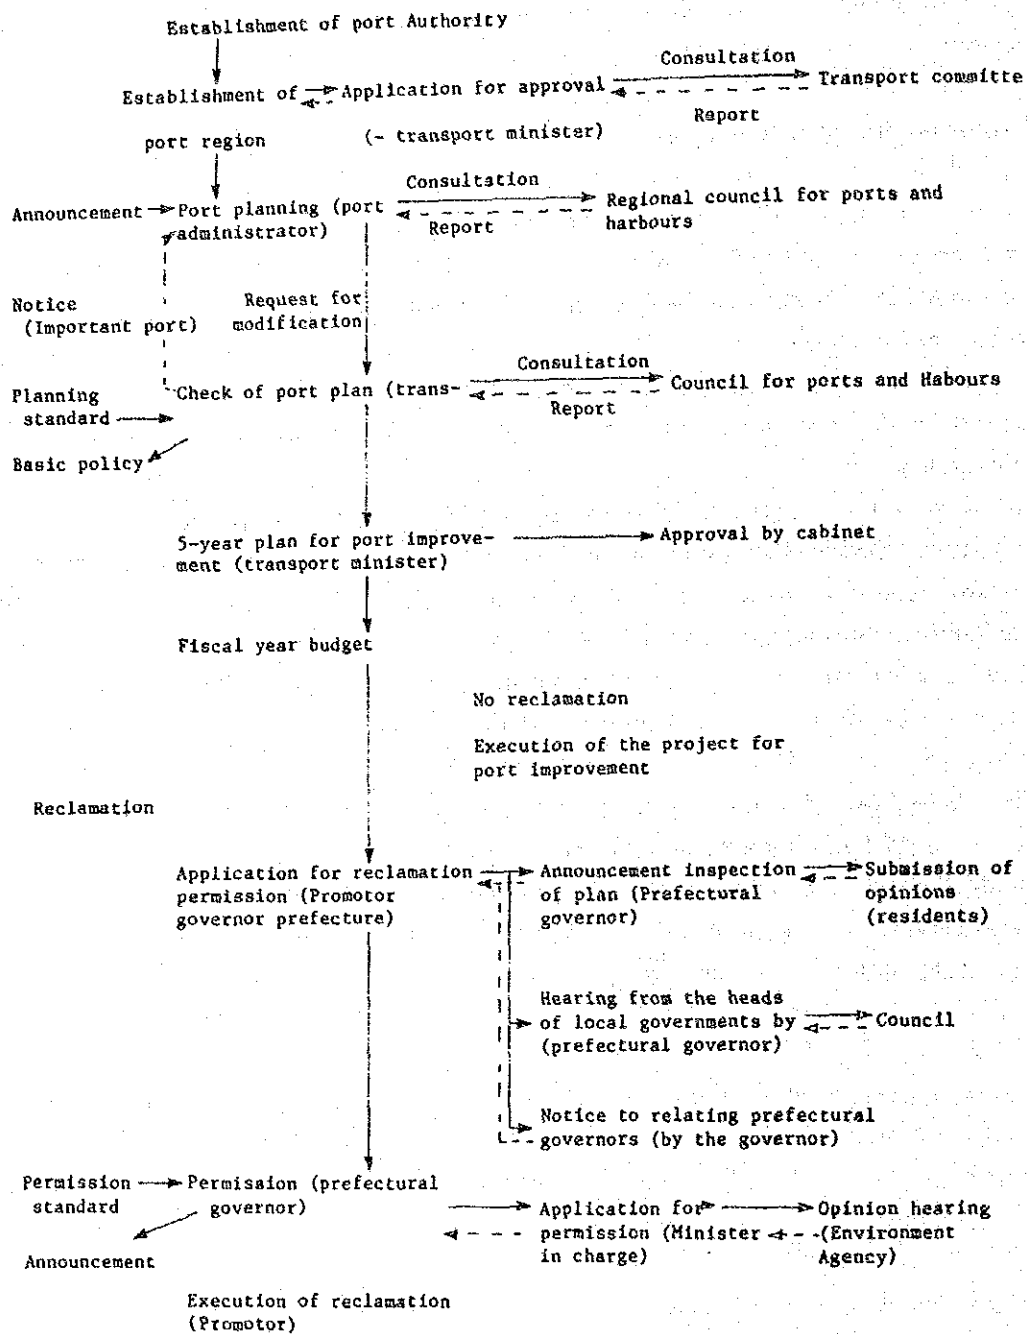 Establishment of port Authority
Consultation
Establishment of Application for approval Transport committe
Report
port region (- transport minister)
Consultation
Announcement Port planning (port Regional council for ports and
administrator) Report harbours
Notice Request for
(Important port) modification
Consultation
Planning Check of port plan (trans- Council for ports and Habours
standard Report
Basic policy
5-year plan for port improve- Approval by cabinet
ment (transport minister)
Fiscal year budget
No reclamation
Execution of the project for
port improvement
Reclamation
Application for reclamation Announcement inspection Submission of
permission (Promotor of plan (Prefectural opinions
governor prefecture) governor) (residents)
Hearing from the heads
of local governments by Council
(prefectural governor)
Notice to relating prefectural
governors (by the governor)
Permission Permission (prefectural
standard governor) Application for Opinion hearing
permission (Minister (Environment
in charge) Agency)
Announcement
Execution of reclamation
(Promotor)